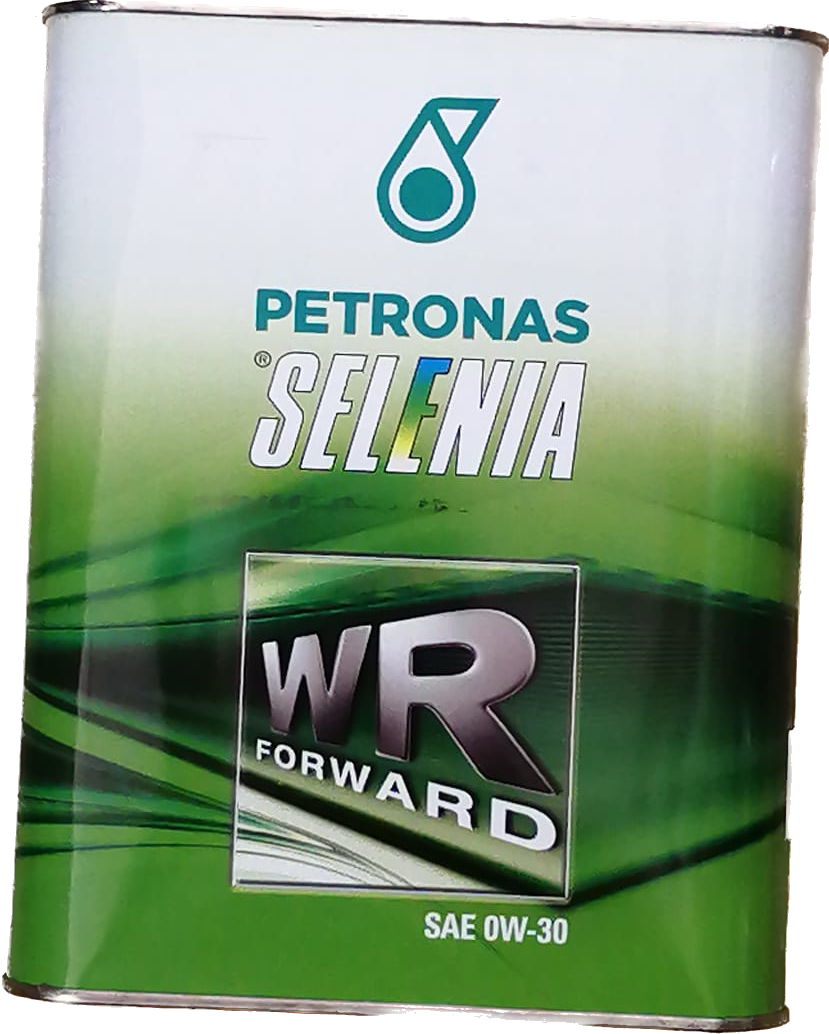 PETRONAS
® SELENIA
WR
FORWARD
SAE 0W-30